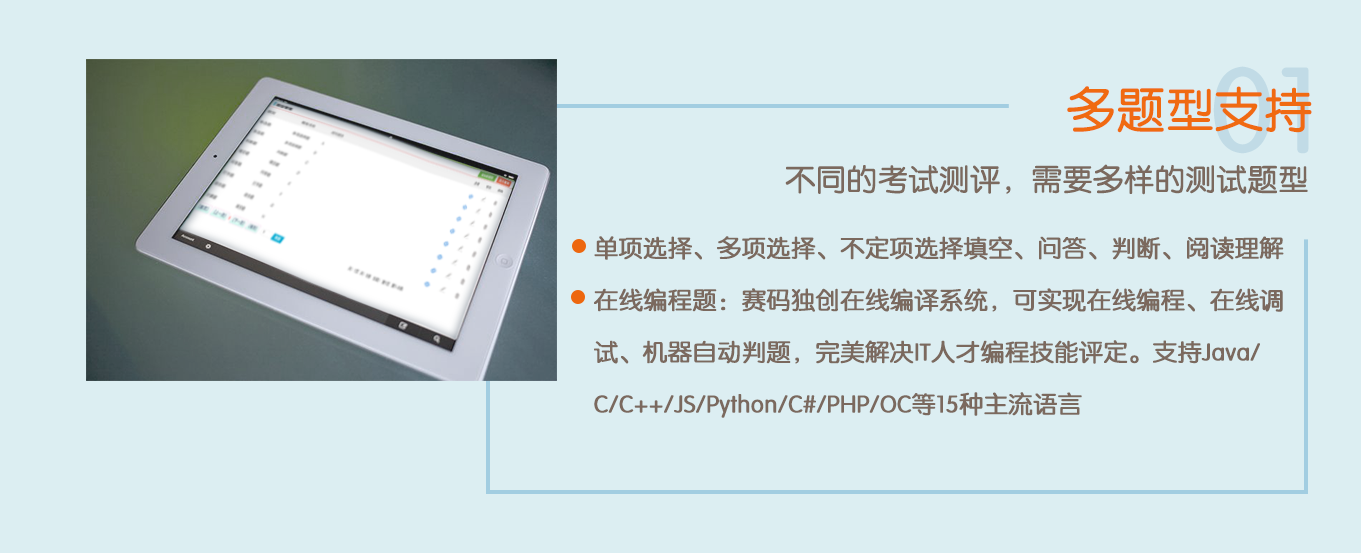 01
多题型支持
不同的考试测评，需要多样的测试题型
单项选择、多项选择、不定项选择填空、问答、判断、阅读理解
在线编程题：赛码独创在线编译系统，可实现在线编程、在线调
试、机器自动判题，完美解决IT人才编程技能评定。支持Java/
C/C++/JS/Python/C#/PHP/OC等15种主流语言